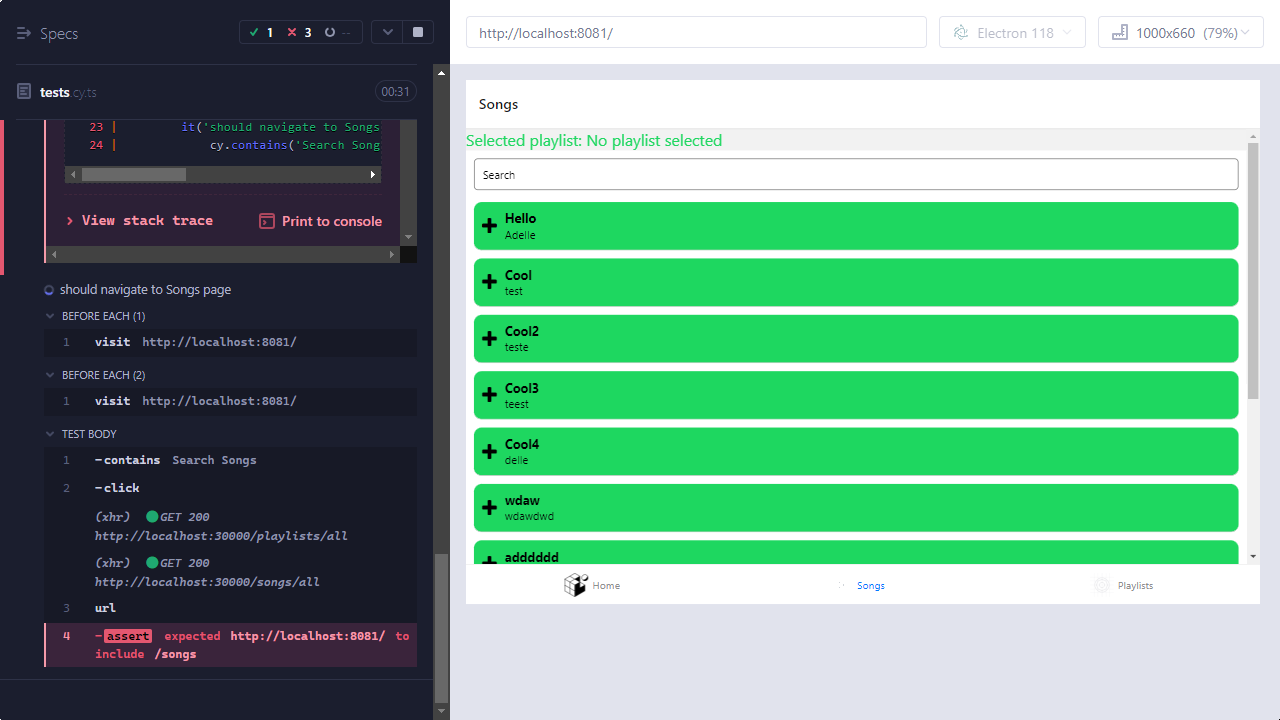 Specs
1
3
--
tests.cy.ts
00:31
23 | it('should navigate to Songs
24 | cy.contains('Search Song
View stack trace
Print to console
should navigate to Songs page
BEFORE EACH (1)
1 visit http://localhost:8081/
BEFORE EACH (2)
1 visit http://localhost:8081/
TEST BODY
1 -contains Search Songs
2 -click
(xhr) GET 200
http://localhost:30000/playlists/all
(xhr) GET 200
http://localhost:30000/songs/all
3 url
4 -assert expected http://localhost:8081/ to
include /songs
http://localhost:8081/
Electron 118
1000x660 (79%)
Songs
Selected playlist: No playlist selected
Search
Hello
Adelle
Cool
test
Cool2
teste
Cool3
teest
Cool4
delle
wdaw
wdawdwd
adddddd
Home
Songs
Playlists